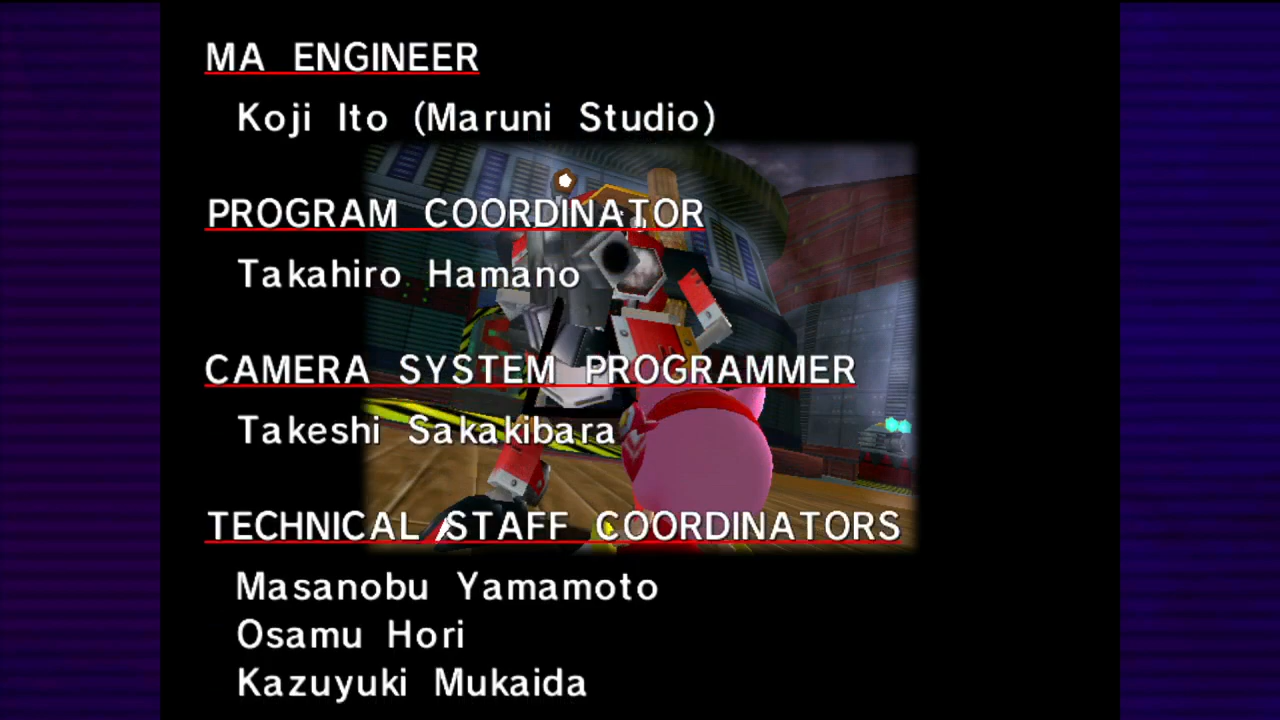 MA ENGINEER
Koji Ito (Maruni Studio)
PROGRAM COORDINATOR
Takahiro Hamano
CAMERA SYSTEM PROGRAMMER
Takeshi Sakakibara
TECHNICAL STAFF COORDINATORS
Masanobu Yamamoto
Osamu Hori
Kazuyuki Mukaida